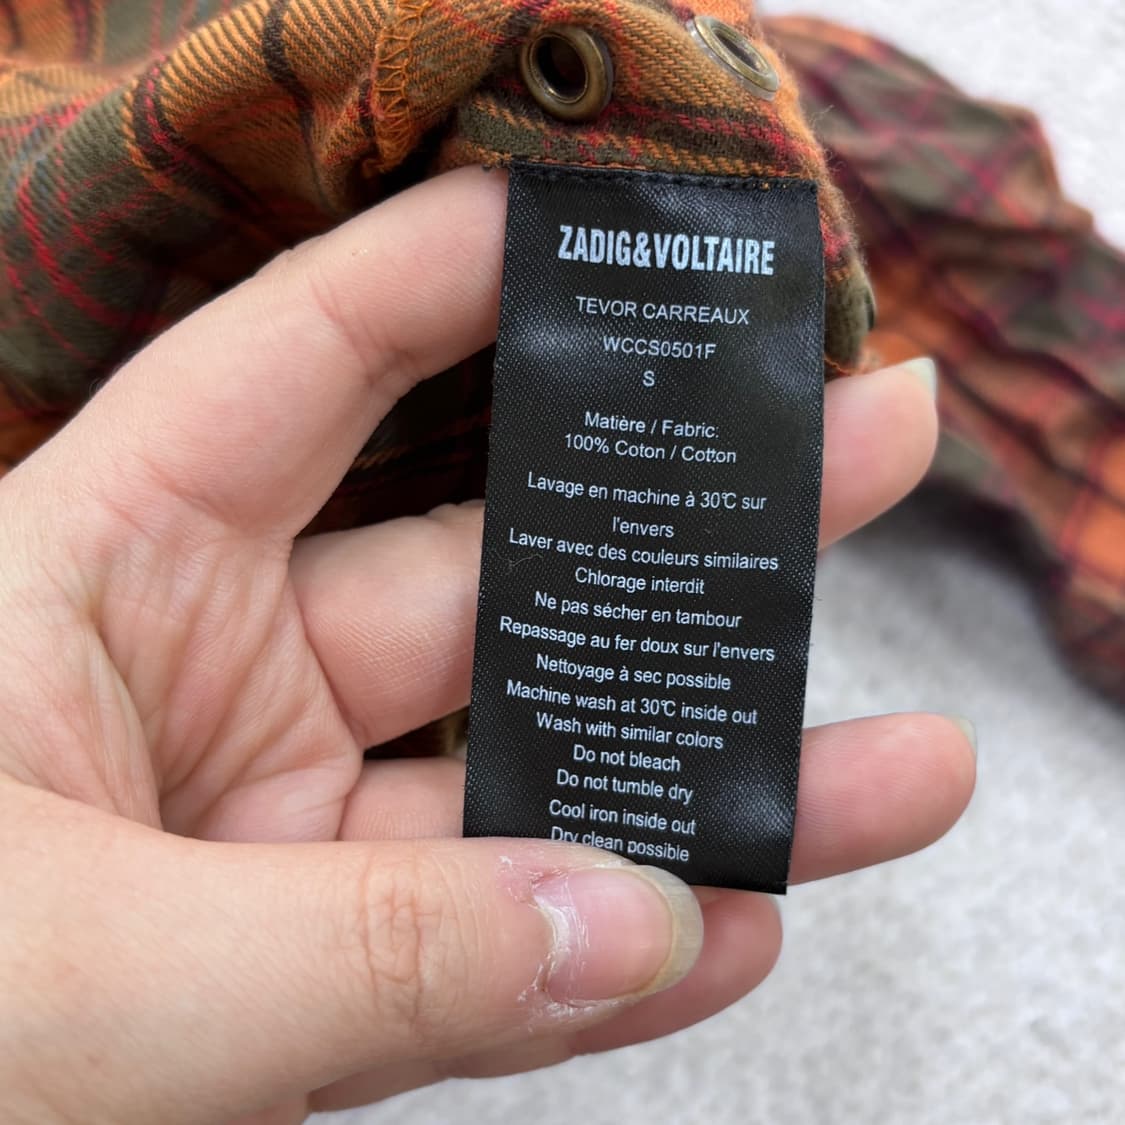 ZADIG&VOLTAIRE
TEVOR CARREAUX
WCCS0501F
S
Matière / Fabric:
100% Coton / Cotton
Lavage en machine à 30℃ sur
l'envers
Laver avec des couleurs similaires
Chlorage interdit
Ne pas sécher en tambour
Repassage au fer doux sur l'envers
Nettoyage à sec possible
Machine wash at 30℃ inside out
Wash with similar colors
Do not bleach
Do not tumble dry
Cool iron inside out
Dry clean possible